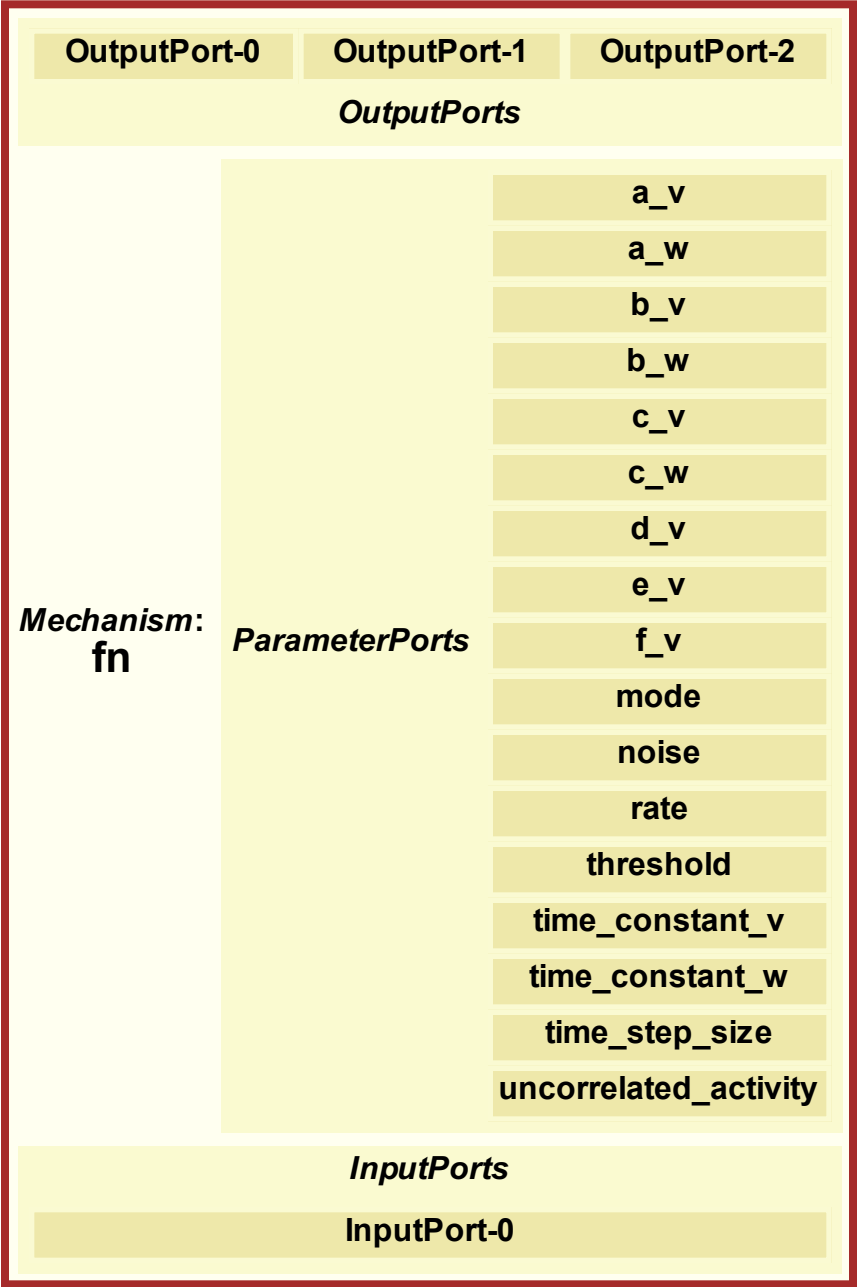 OutputPort-0 OutputPort-1 OutputPort-2
OutputPorts
Mechanism:
fn
ParameterPorts
a_v
a_w
b_v
b_w
c_v
c_w
d_v
e_v
f_v
mode
noise
rate
threshold
time_constant_v
time_constant_w
time_step_size
uncorrelated_activity
InputPorts
InputPort-0